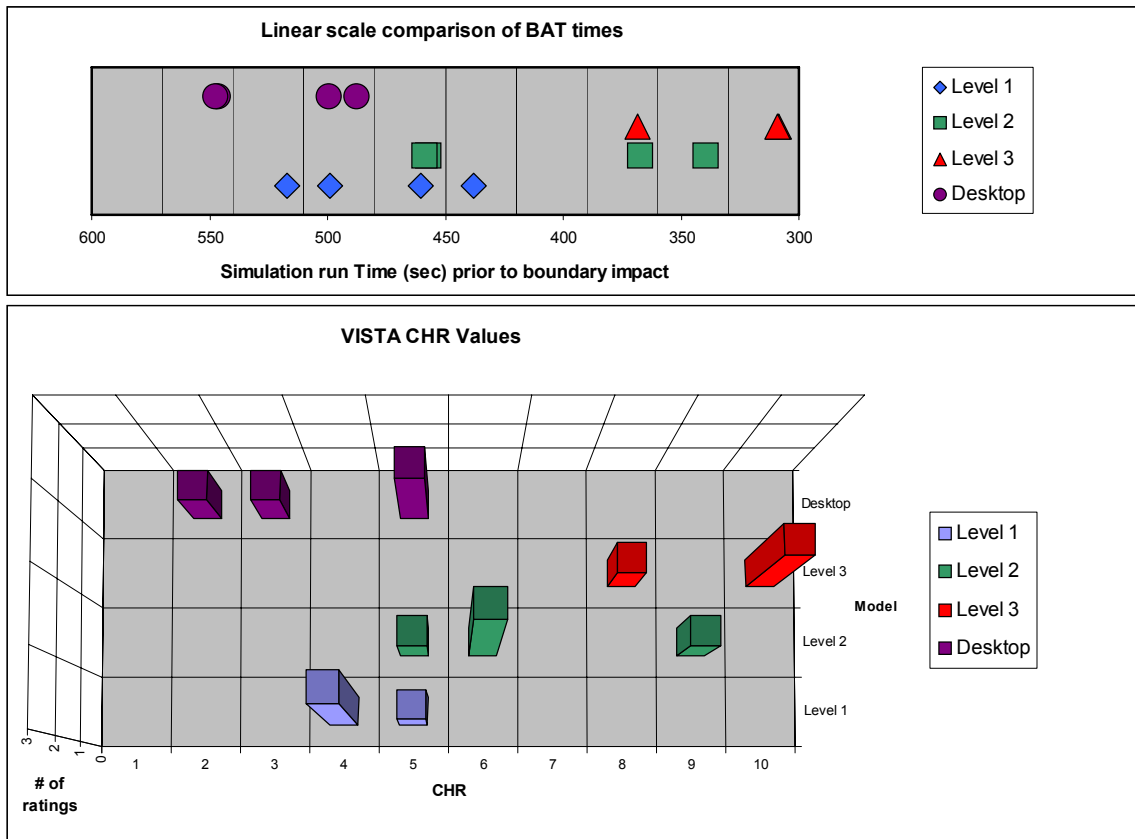 Linear scale comparison of BAT times
600 550 500 450 400 350 300
Simulation run Time (sec) prior to boundary impact
Level 1
Level 2
Level 3
Desktop
VISTA CHR Values
Desktop
Level 3
Level 2
Level 1
Model
3 2 1 0
# of
ratings
1 2 3 4 5 6 7 8 9 10
CHR
Level 1
Level 2
Level 3
Desktop